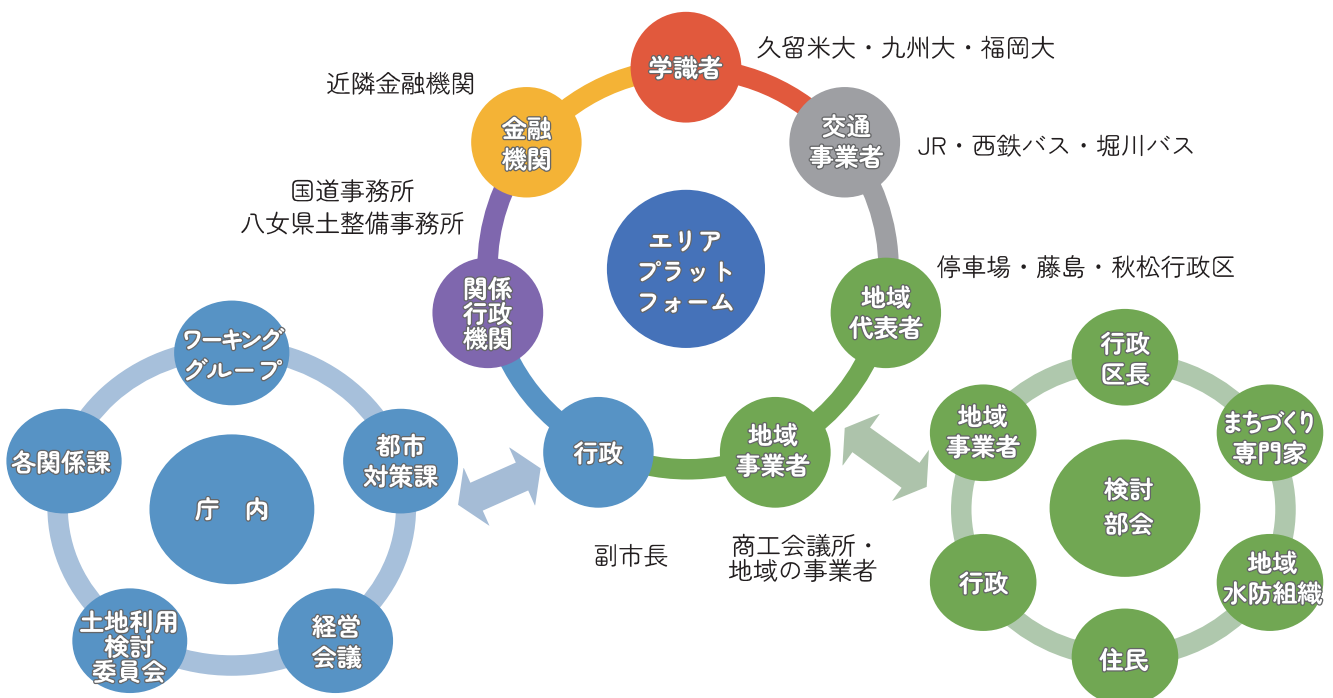 久留米大・九州大・福岡大
学識者
近隣金融機関
金融
機関
交通
事業者
JR・西鉄バス・堀川バス
国道事務所
八女県土整備事務所
エリア
プラット
フォーム
停車場・藤島・秋松行政区
関係
行政
機関
地域
代表者
行政
地域
事業者
副市長
商工会議所・
地域の事業者
ワーキング
グループ
各関係課
都市
対策課
庁　内
土地利用
検討
委員会
経営
会議
行政
区長
地域
事業者
まちづくり
専門家
検討
部会
行政
地域
水防組織
住民